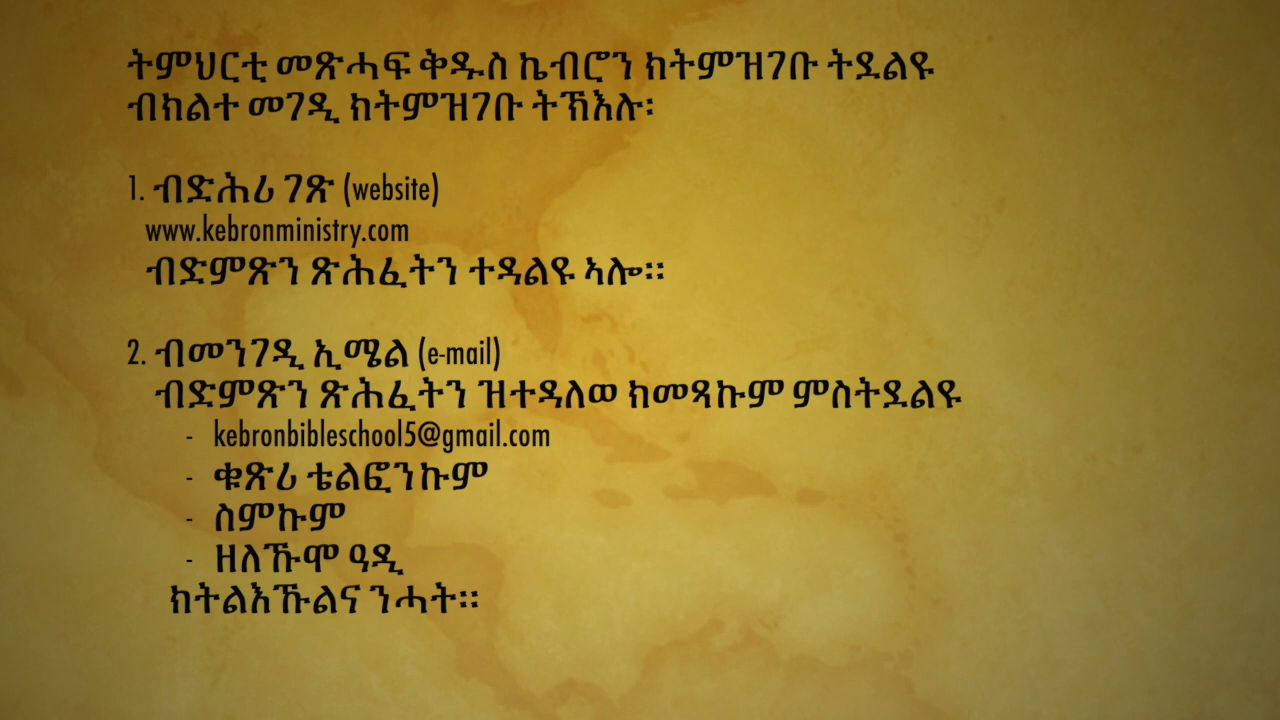 ትምህርቲ መጽሓፍ ቅዱስ ኬብሮን ክትምዝገቡ ትደልዩ
ብክልተ መገዲ ክትምዝገቡ ትኽእሉ፡
1. ብድሕሪ ገጽ (website)
www.kebronministry.com
ብድምጽን ጽሕፈትን ተዳልዩ ኣሎ።
2. ብመንገዲ ኢሜል (e-mail)
ብድምጽን ጽሕፈትን ዝተዳለወ ክመጻኩም ምስትደልዩ
- kebronbibleschool5@gmail.com
- ቁጽሪ ቴልፎንኩም
- ስምኩም
- ዘለኹሞ ዓዲ
ክትልእኹልና ንሓት።